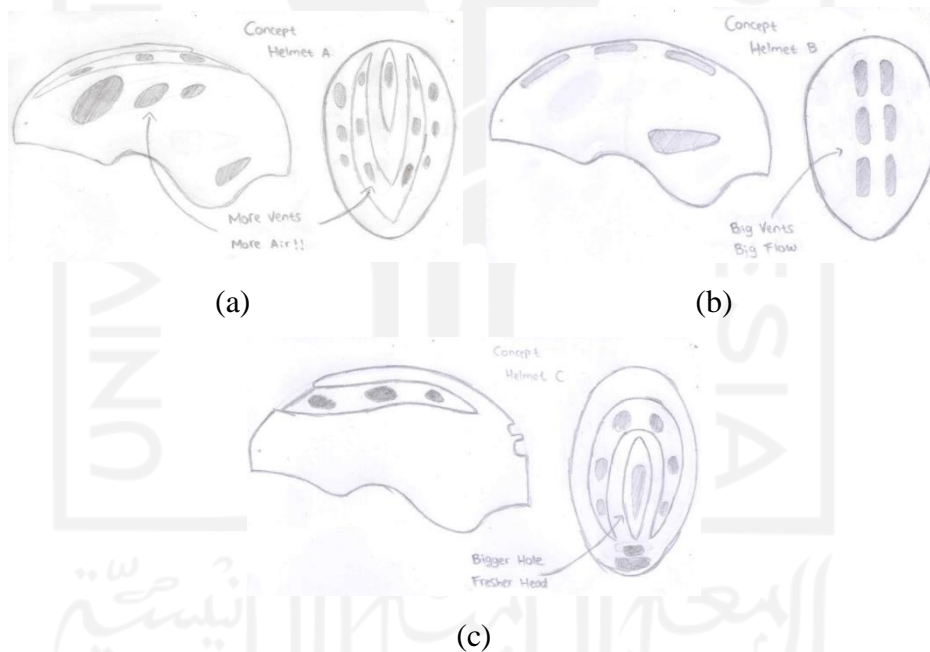 Concept
Helmet A
More Vents
More Air!!
(a)
Concept
Helmet B
Big Vents
Big Flow
(b)
Concept
Helmet C
Bigger Hole
Fresher Head
(c)